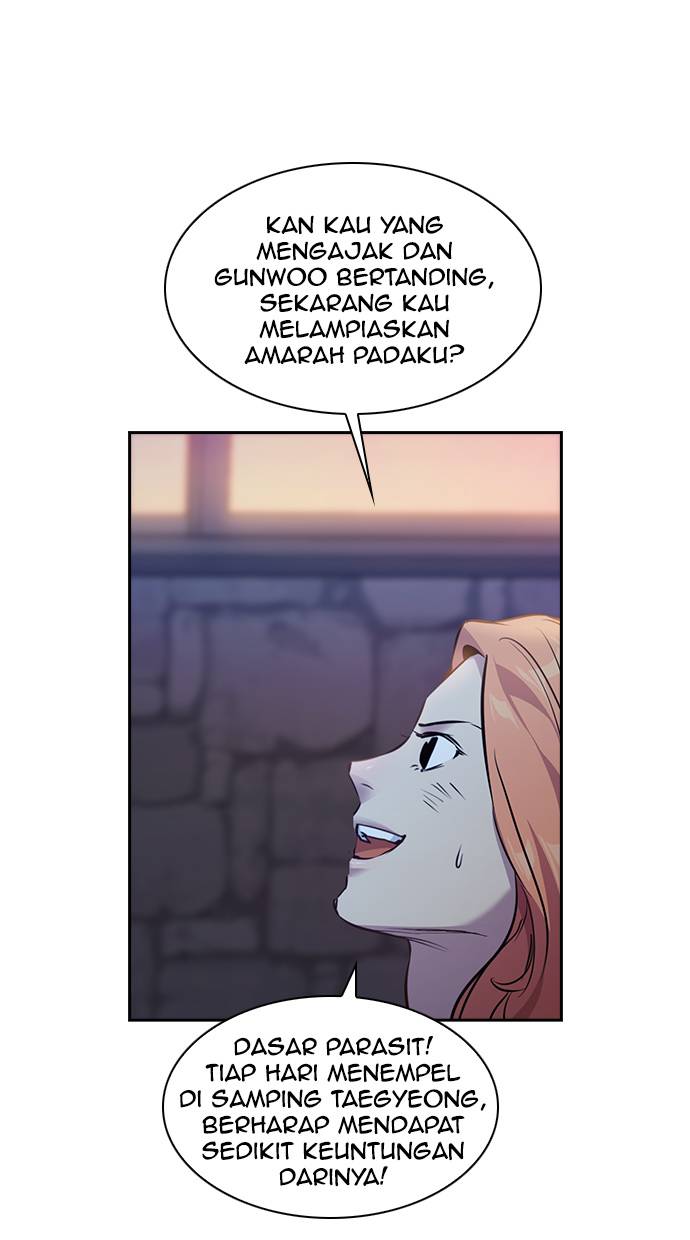 KAN KAU YANG
MENGAJAK DAN
GUNWOO BERTANDING,
SEKARANG KAU
MELAMPIASKAN
AMARAH PADAKU?
DASAR PARASIT!
TIAP HARI MENEMPEL
DI SAMPING TAEGYEONG,
BERHARAP MENDAPAT
SEDIKIT KEUNTUNGAN
DARINYA!